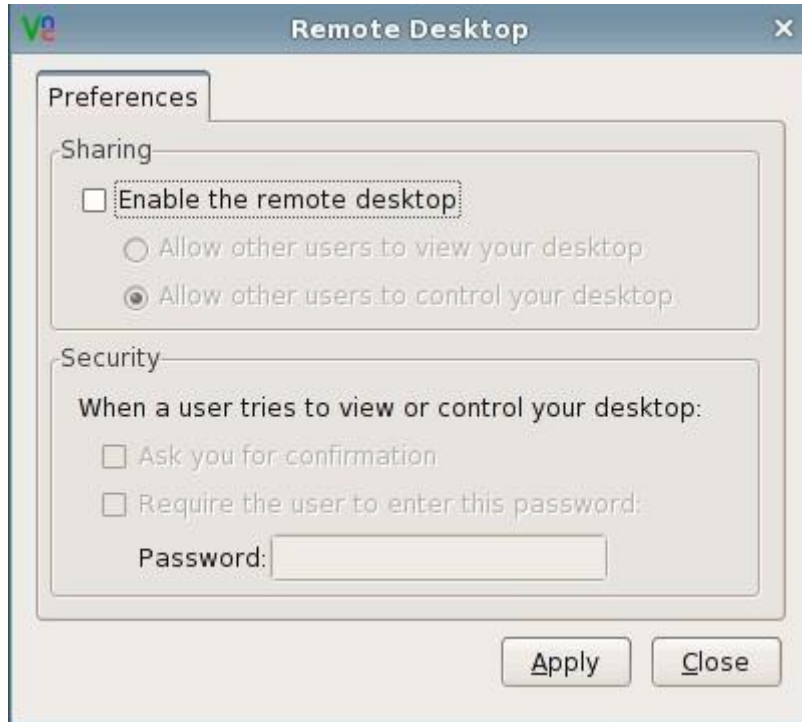 VNC Remote Desktop
Preferences
Sharing
Enable the remote desktop
Allow other users to view your desktop
Allow other users to control your desktop
Security
When a user tries to view or control your desktop:
Ask you for confirmation
Require the user to enter this password:
Password:
Apply Close